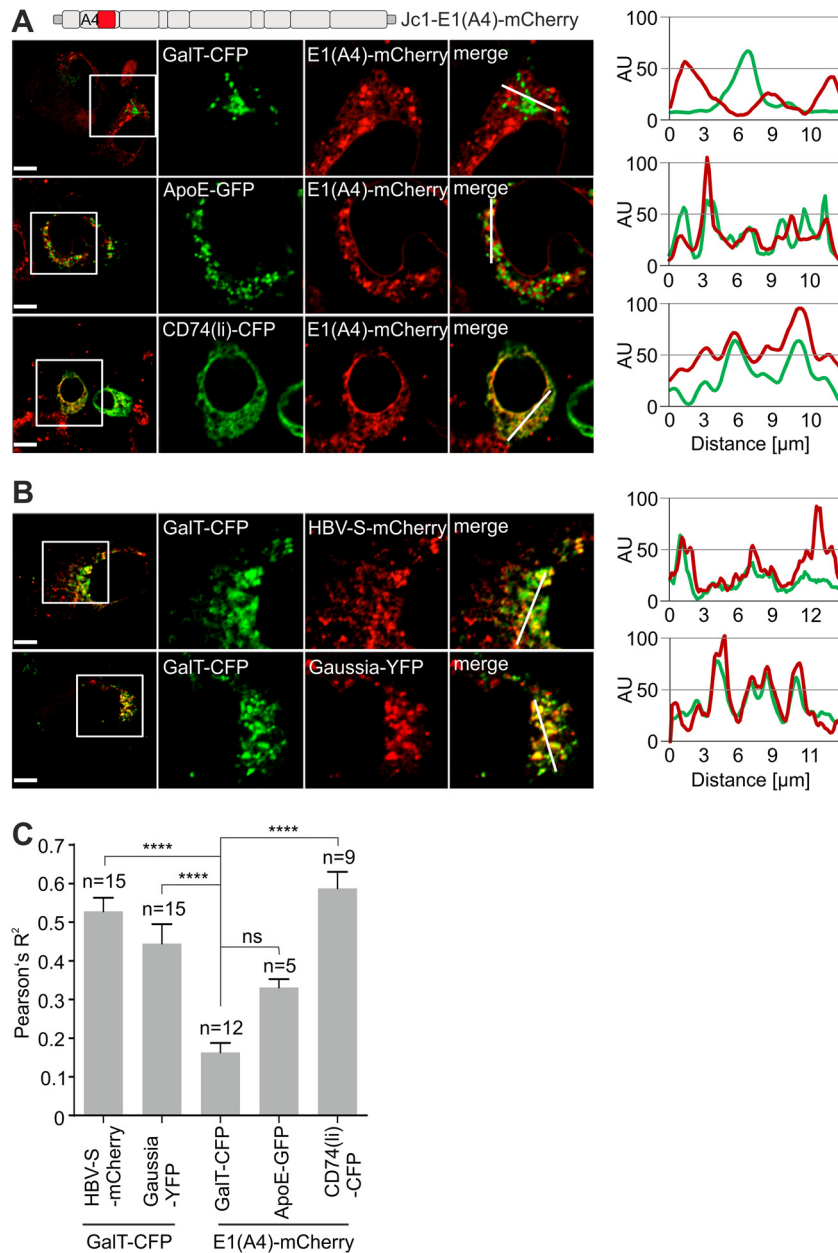 A
A4
Jc1-E1(A4)-mCherry
GalT-CFP
E1(A4)-mCherry
merge
AU
100
50
0
0 3 6 9 10
ApoE-GFP
E1(A4)-mCherry
merge
AU
100
50
0
0 3 6 9 10
CD74(li)-CFP
E1(A4)-mCherry
merge
AU
100
50
0
0 3 6 9 10
Distance [µm]
B
GalT-CFP
HBV-S-mCherry
merge
AU
100
50
0
0 3 6 9 12
GalT-CFP
Gaussia-YFP
merge
AU
100
50
0
0 3 6 9 11
Distance [µm]
C
Pearson‘s R²
0.7
0.6
0.5
0.4
0.3
0.2
0.1
0
****
****
****
ns
n=15
n=15
n=12
n=5
n=9
HBV-S
-mCherry
Gaussia
-YFP
GalT-CFP
ApoE-GFP
CD74(li)
-CFP
GalT-CFP
E1(A4)-mCherry